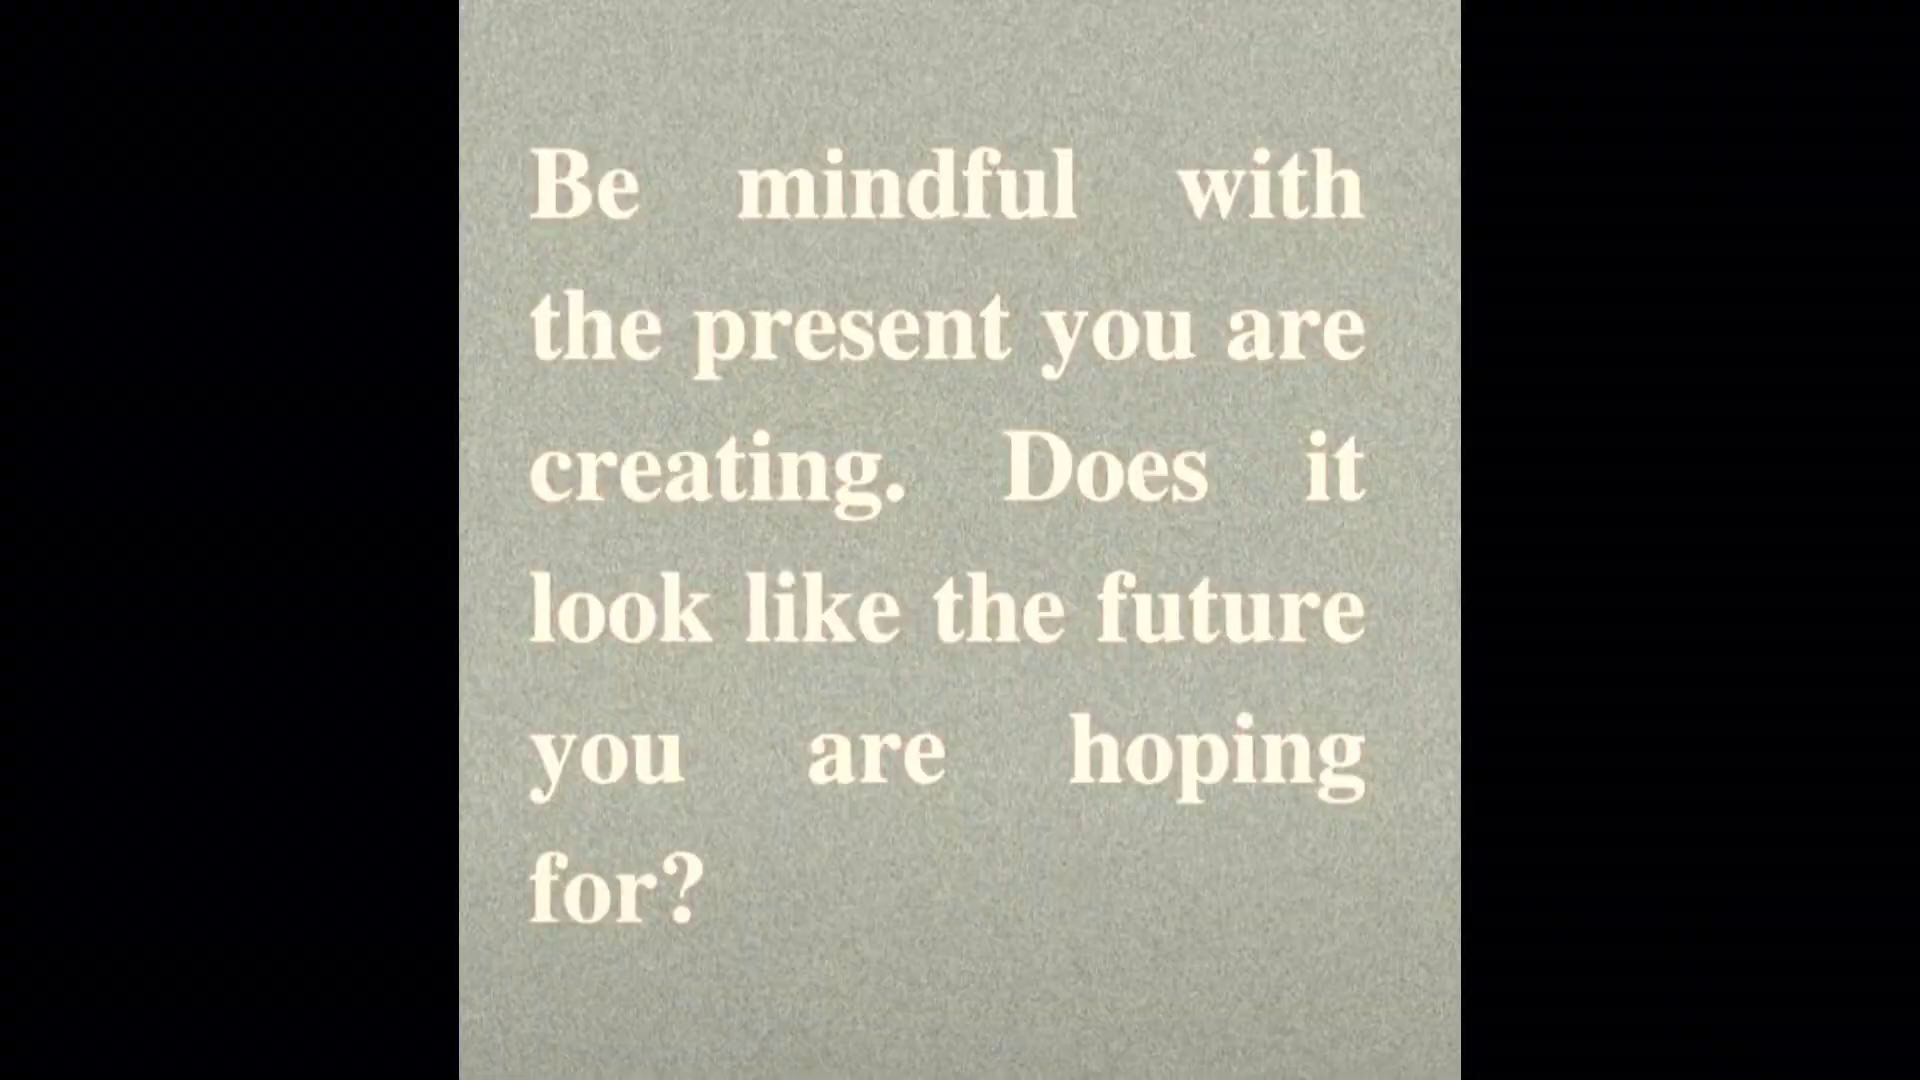 Be mindful with
the present you are
creating. Does it
look like the future
you are hoping
for?